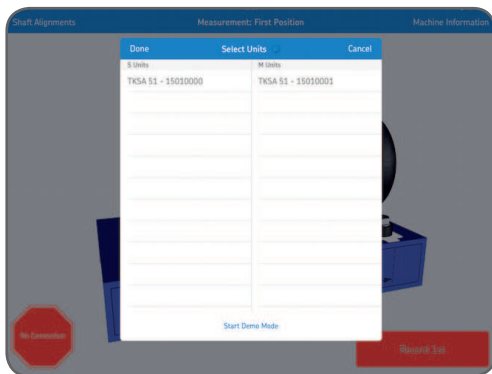 Shaft Alignments
Measurement: First Position
Machine Information
Done
Select Units
Cancel
S Units
M Units
TKSA 51 - 15010000
TKSA 51 - 15010001
Start Demo Mode
No Connection
Record 1st